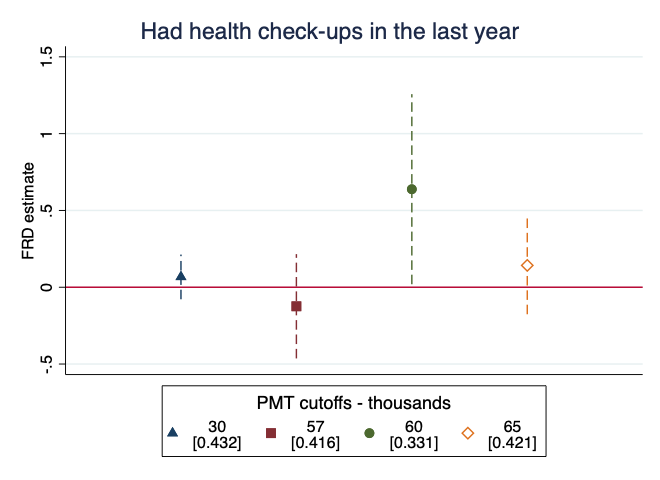 Had health check-ups in the last year
1.5
1
.5
0
-.5
FRD estimate
PMT cutoffs - thousands
30 57 60 65
[0.432] [0.416] [0.331] [0.421]